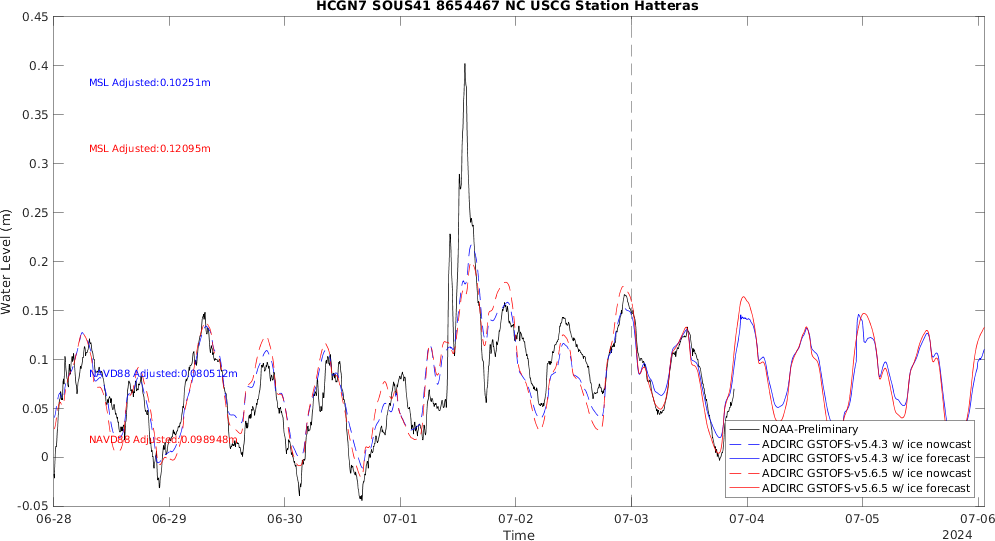 HCGN7 SOUS41 8654467 NC USCG Station Hatteras
0.45
0.4
0.35
0.3
0.25
0.2
0.15
0.1
0.05
0
-0.05
Water Level (m)
MSL Adjusted:0.10251m
MSL Adjusted:0.12095m
NAVD88 Adjusted:0.080512m
NAVD88 Adjusted:0.098948m
NOAA-Preliminary
ADCIRC GSTOFS-v5.4.3 w/ ice nowcast
ADCIRC GSTOFS-v5.4.3 w/ ice forecast
ADCIRC GSTOFS-v5.6.5 w/ ice nowcast
ADCIRC GSTOFS-v5.6.5 w/ ice forecast
06-28 06-29 06-30 07-01 07-02 07-03 07-04 07-05 07-06
Time
2024